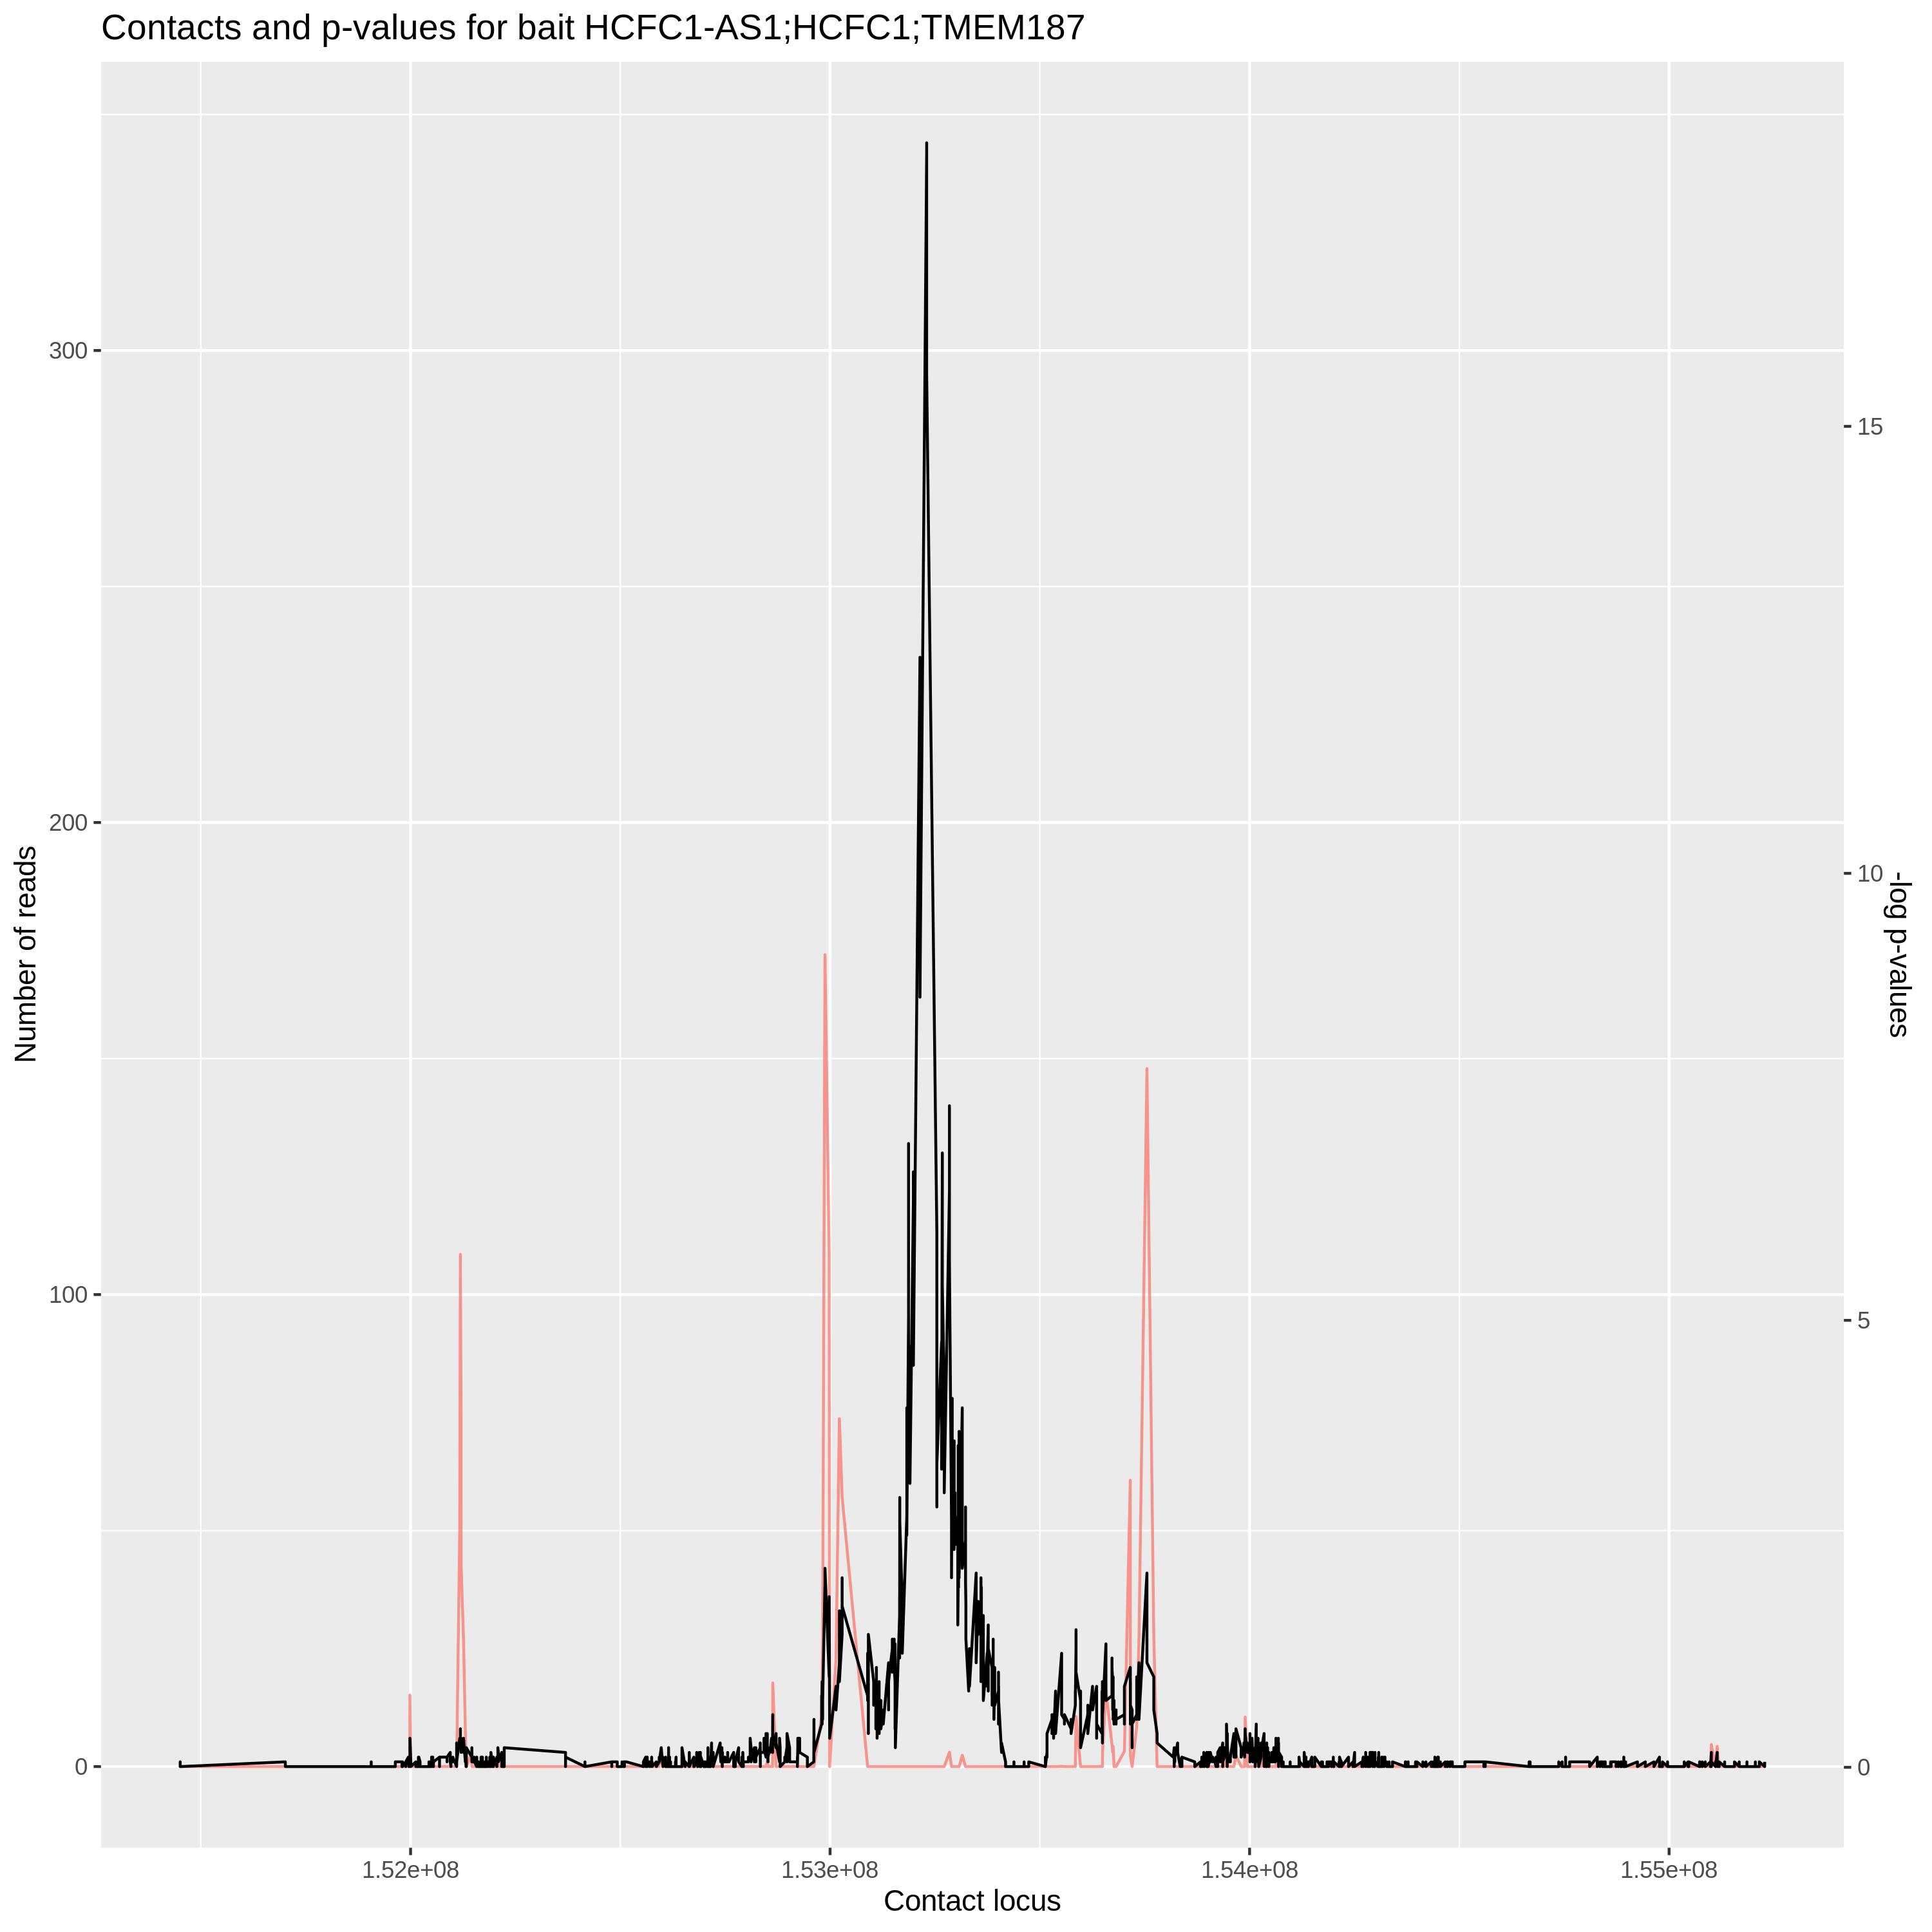 Contacts and p-values for bait HCFC1-AS1;HCFC1;TMEM187
300
200
100
0
Number of reads
15
10
5
0
-log p-values
1.52e+08 1.53e+08 1.54e+08 1.55e+08
Contact locus